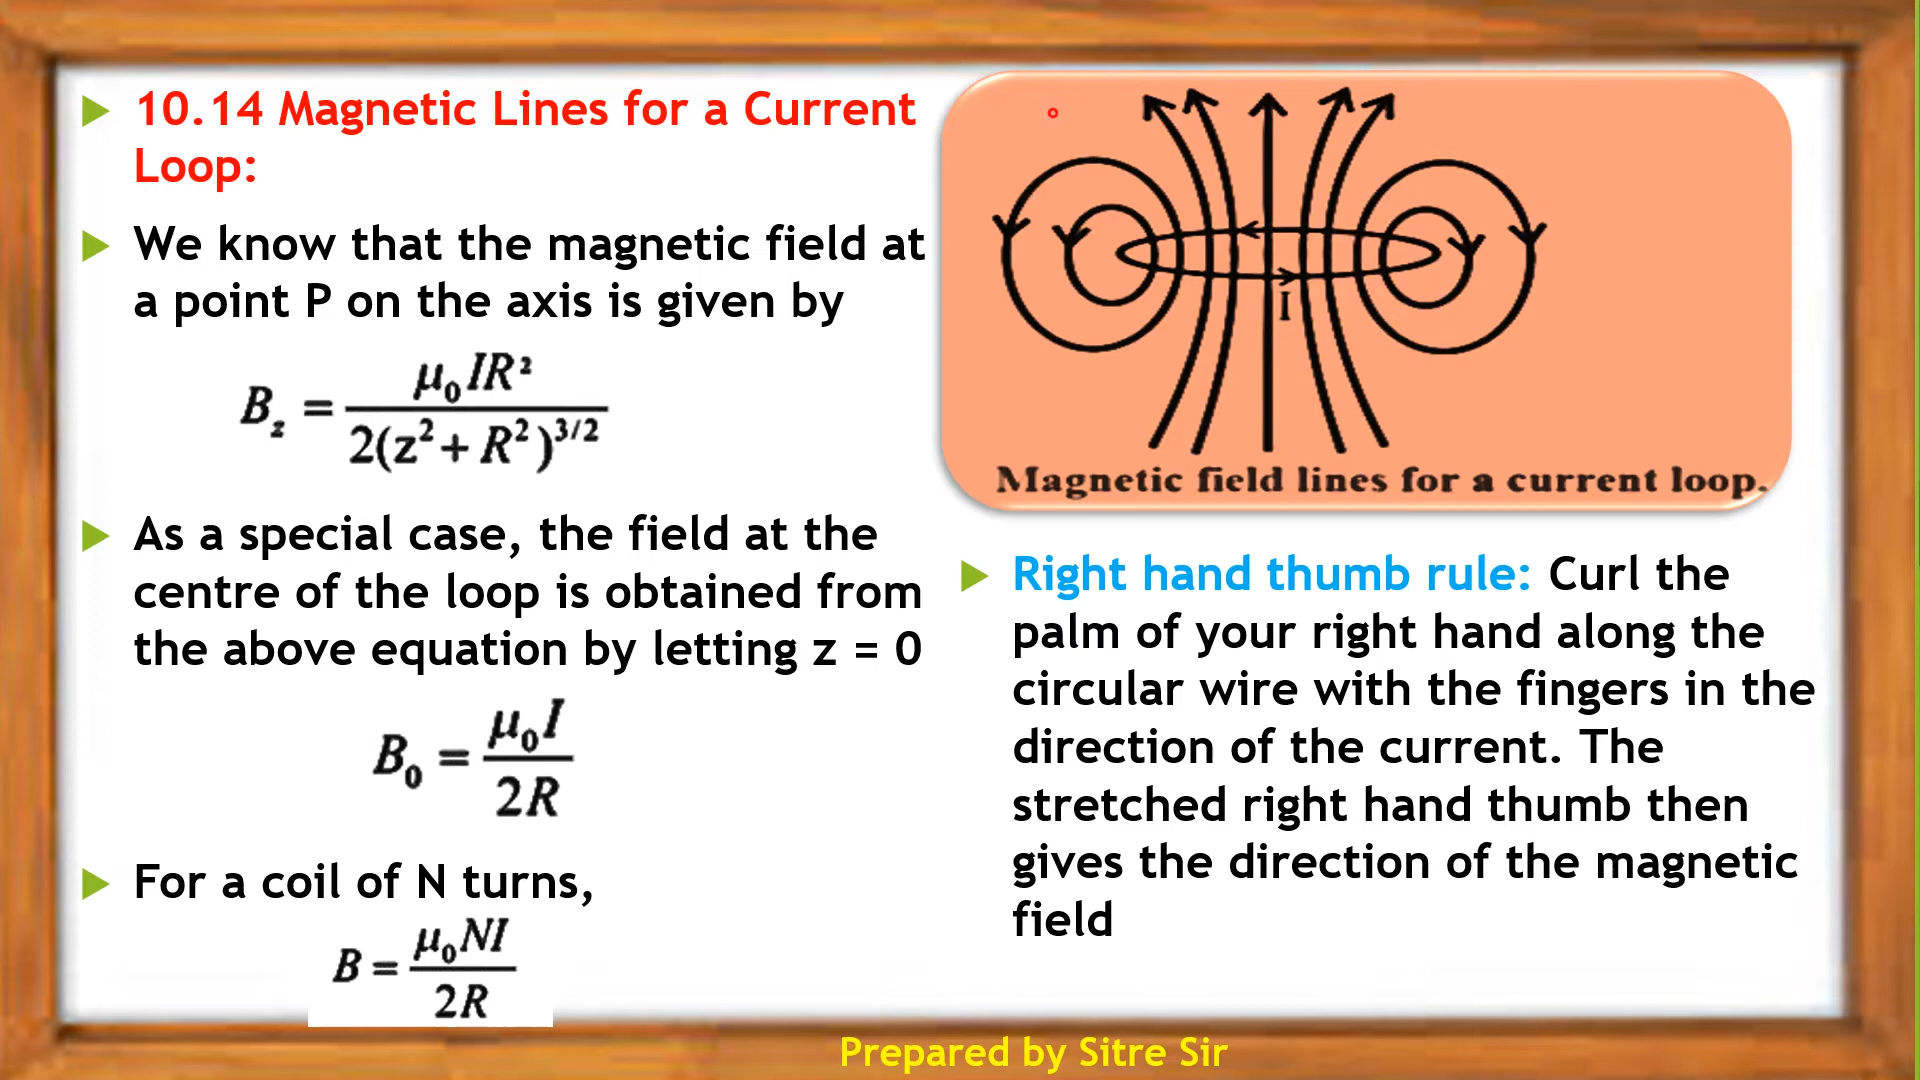 10.14 Magnetic Lines for a Current
Loop:
We know that the magnetic field at
a point P on the axis is given by
B_z = μ₀IR² / 2(z² + R²)^{3/2}
As a special case, the field at the
centre of the loop is obtained from
the above equation by letting z = 0
B₀ = μ₀I / 2R
For a coil of N turns,
B = μ₀NI / 2R
I
Magnetic field lines for a current loop.
Right hand thumb rule: Curl the
palm of your right hand along the
circular wire with the fingers in the
direction of the current. The
stretched right hand thumb then
gives the direction of the magnetic
field
Prepared by Sitre Sir